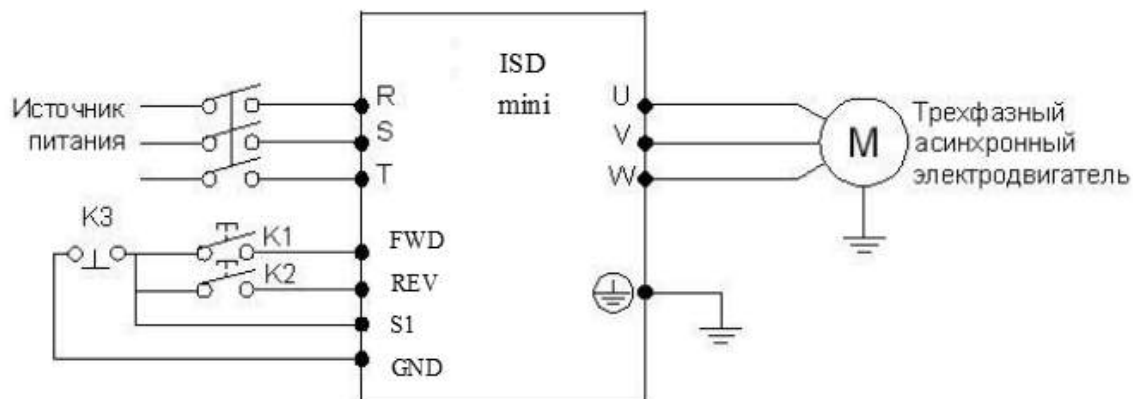 ISD
mini
Источник
питания
R
S
T
U
V
W
M
Трехфазный
асинхронный
электродвигатель
K3
K1
K2
FWD
REV
S1
GND